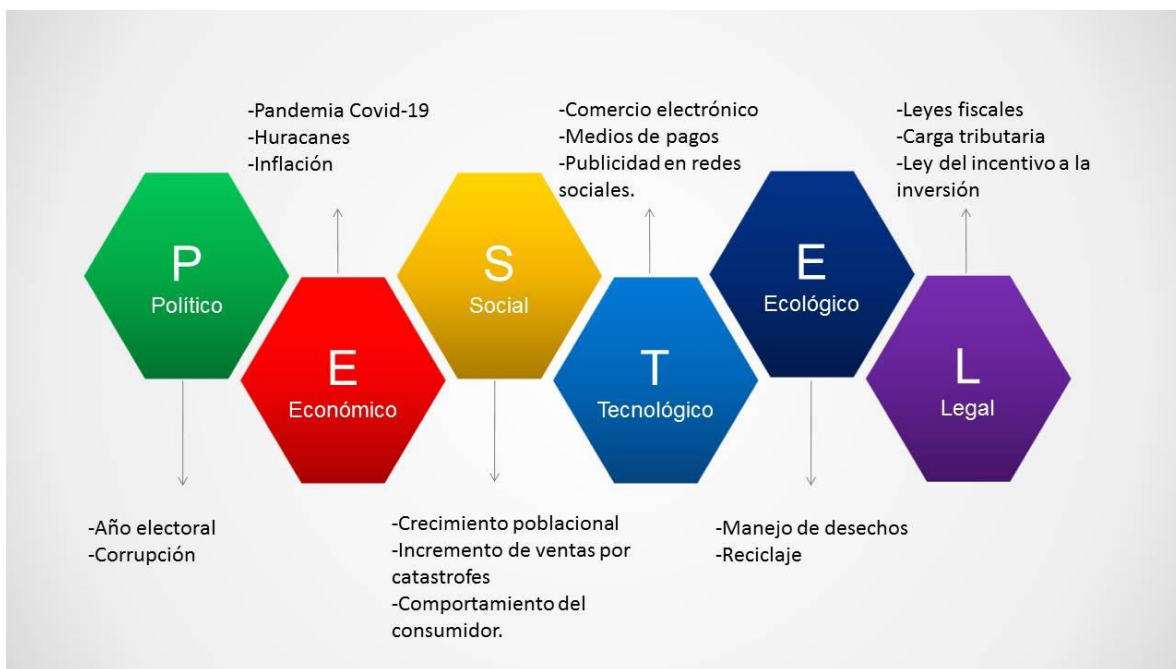 -Pandemia Covid-19
-Huracanes
-Inflación
-Comercio electrónico
-Medios de pagos
-Publicidad en redes
sociales.
-Leyes fiscales
-Carga tributaria
-Ley del incentivo a la
inversión
P
Político
E
Económico
S
Social
T
Tecnológico
E
Ecológico
L
Legal
-Año electoral
-Corrupción
-Crecimiento poblacional
-Incremento de ventas por
catastrofes
-Comportamiento del
consumidor.
-Manejo de desechos
-Reciclaje